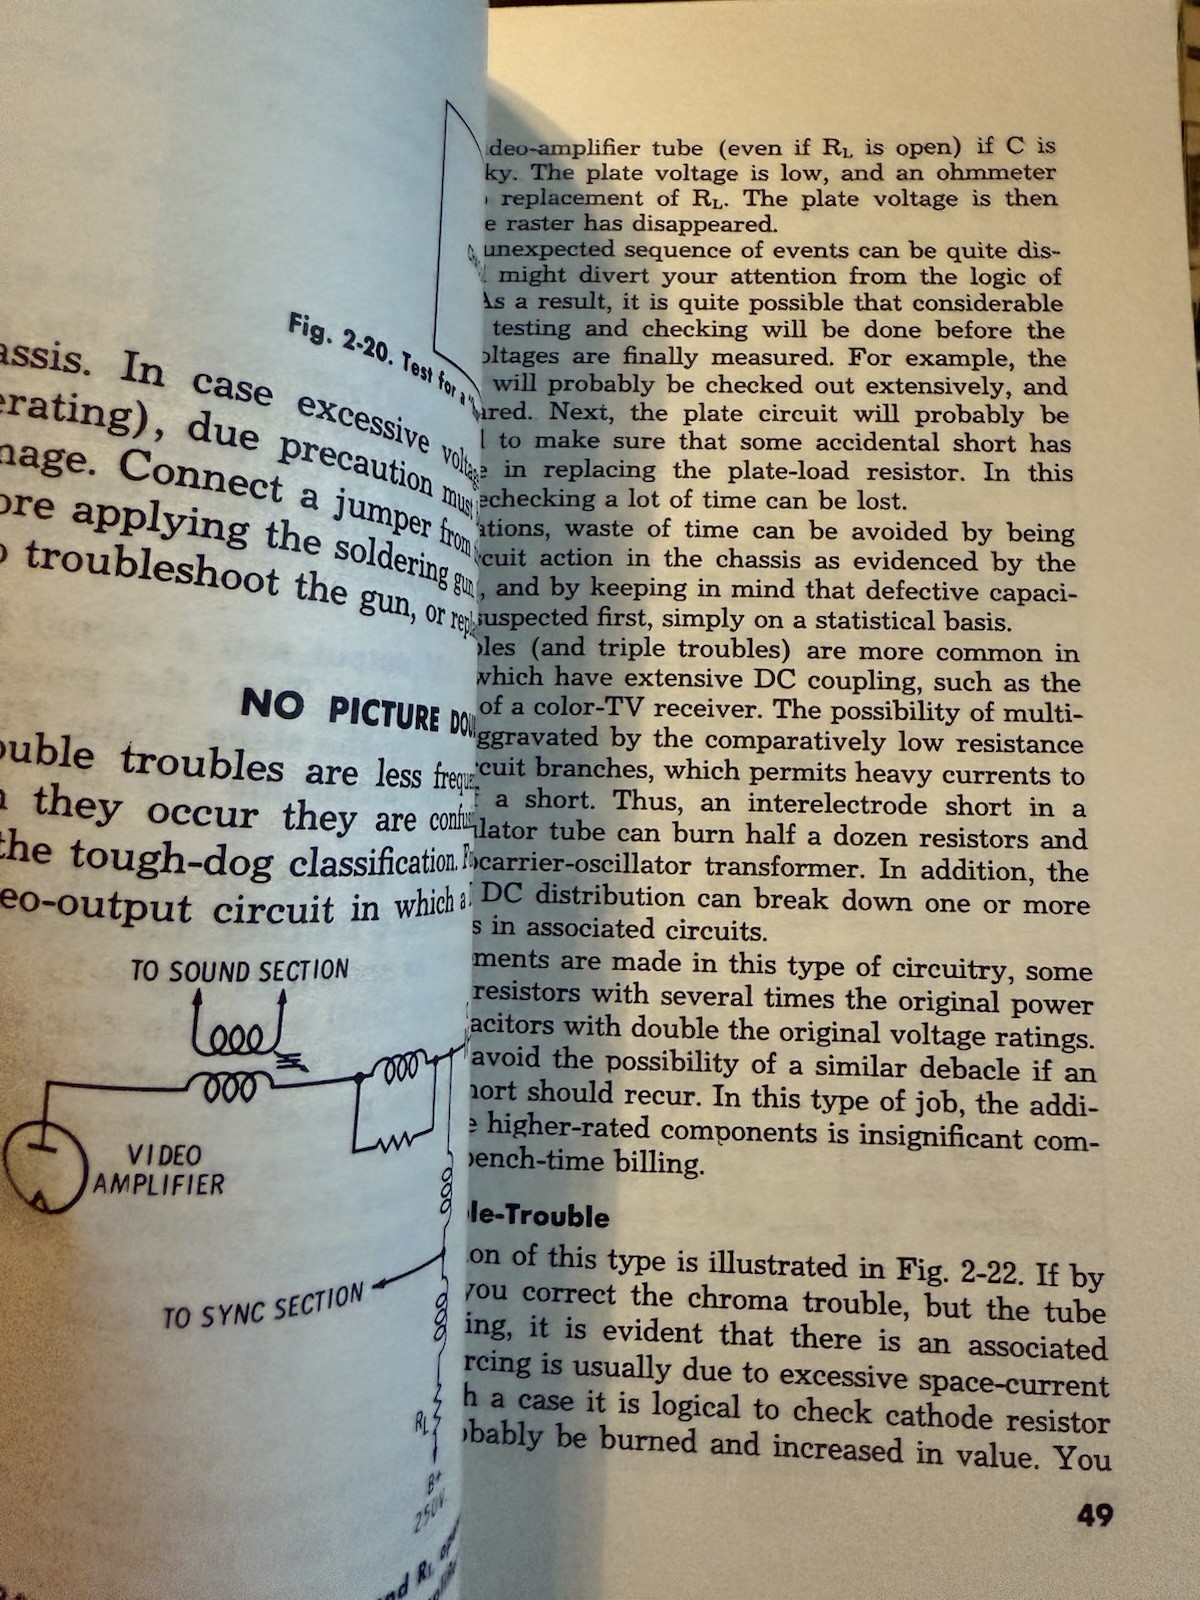 Fig. 2-20. Test for a
assis. In case excessive voltage
erating), due precaution must
nage. Connect a jumper from
ore applying the soldering gun
o troubleshoot the gun, or repl
NO PICTURE DOU
ouble troubles are less freque
n they occur they are confus
the tough-dog classification. Fo
eo-output circuit in which a
TO SOUND SECTION
VIDEO
AMPLIFIER
TO SYNC SECTION
RL
B+
250V
nd RL
deo-amplifier tube (even if RL is open) if C is
ky. The plate voltage is low, and an ohmmeter
replacement of RL. The plate voltage is then
e raster has disappeared.
unexpected sequence of events can be quite dis-
might divert your attention from the logic of
As a result, it is quite possible that considerable
testing and checking will be done before the
oltages are finally measured. For example, the
will probably be checked out extensively, and
ared. Next, the plate circuit will probably be
l to make sure that some accidental short has
e in replacing the plate-load resistor. In this
echecking a lot of time can be lost.
ations, waste of time can be avoided by being
rcuit action in the chassis as evidenced by the
, and by keeping in mind that defective capaci-
suspected first, simply on a statistical basis.
bles (and triple troubles) are more common in
which have extensive DC coupling, such as the
of a color-TV receiver. The possibility of multi-
ggravated by the comparatively low resistance
rcuit branches, which permits heavy currents to
f a short. Thus, an interelectrode short in a
ulator tube can burn half a dozen resistors and
bcarrier-oscillator transformer. In addition, the
DC distribution can break down one or more
s in associated circuits.
ments are made in this type of circuitry, some
resistors with several times the original power
acitors with double the original voltage ratings.
avoid the possibility of a similar debacle if an
hort should recur. In this type of job, the addi-
e higher-rated components is insignificant com-
bench-time billing.
le-Trouble
on of this type is illustrated in Fig. 2-22. If by
you correct the chroma trouble, but the tube
ing, it is evident that there is an associated
rcing is usually due to excessive space-current
h a case it is logical to check cathode resistor
obably be burned and increased in value. You
49